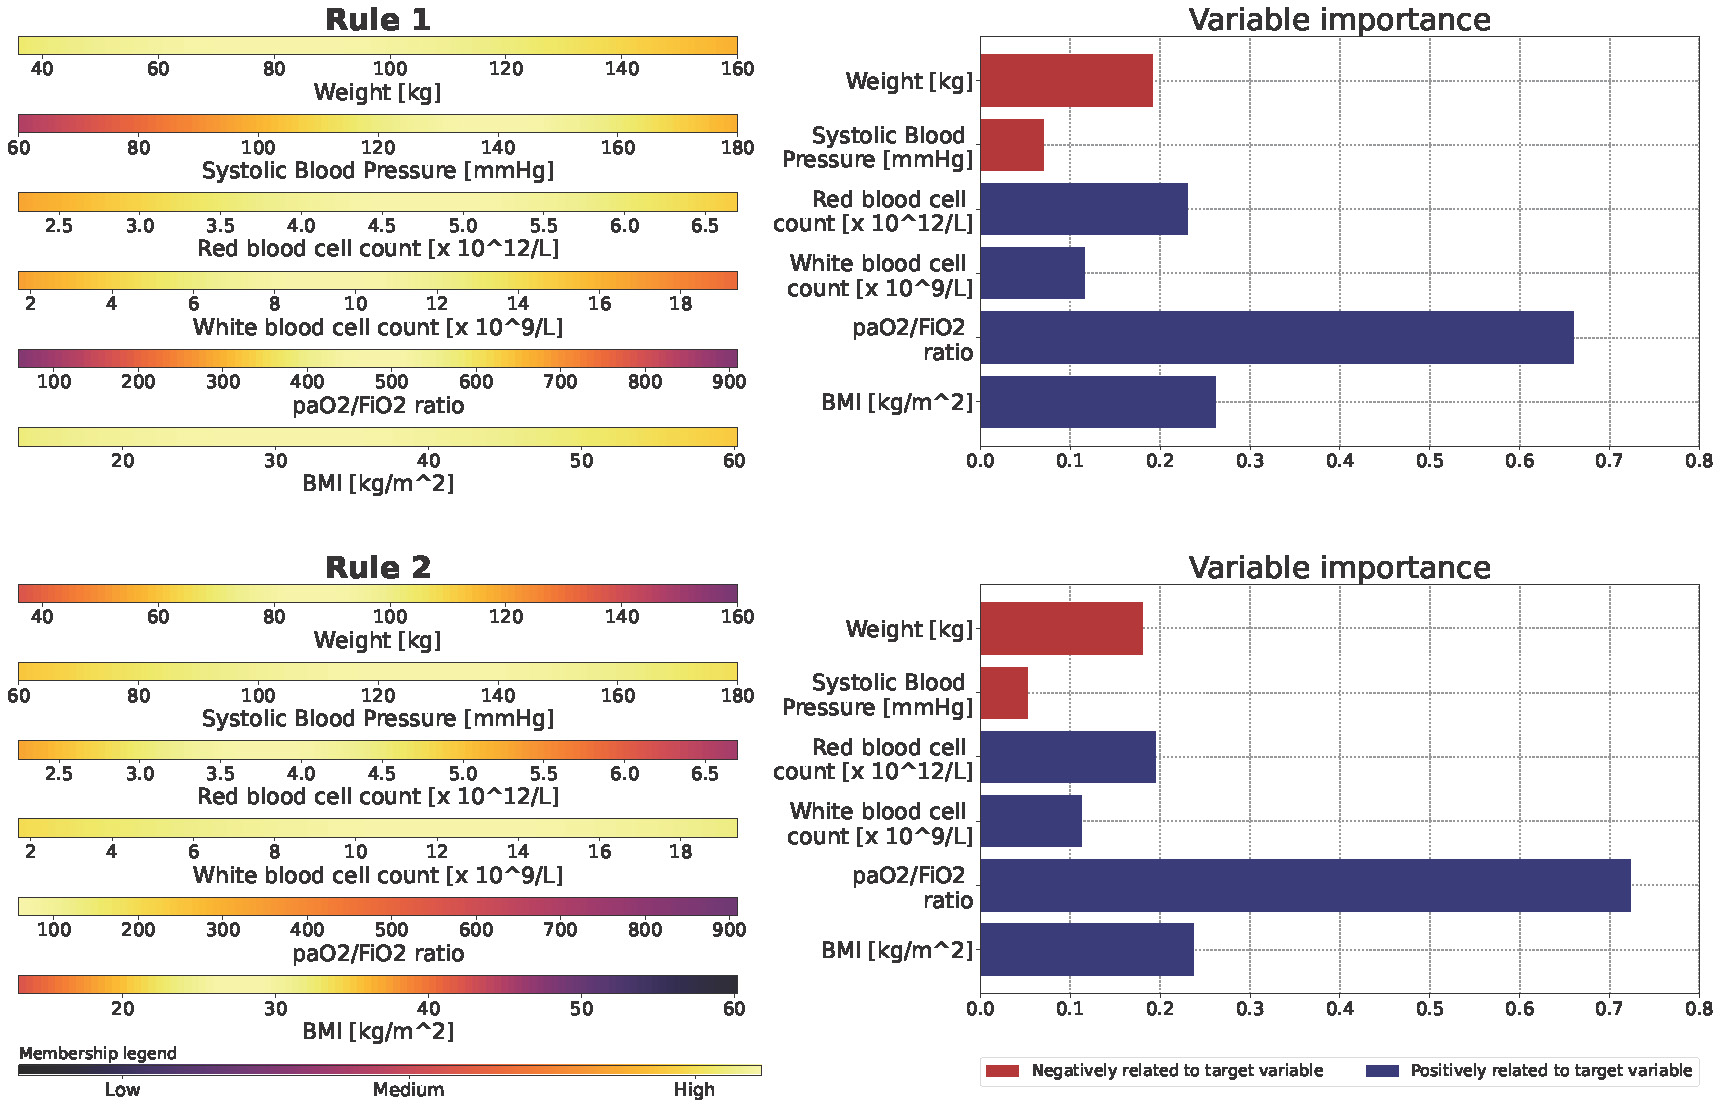 Rule 1
40 60 80 100 120 140 160
Weight [kg]
60 80 100 120 140 160 180
Systolic Blood Pressure [mmHg]
2.5 3.0 3.5 4.0 4.5 5.0 5.5 6.0 6.5
Red blood cell count [x 10^12/L]
2 4 6 8 10 12 14 16 18
White blood cell count [x 10^9/L]
100 200 300 400 500 600 700 800 900
paO2/FiO2 ratio
20 30 40 50 60
BMI [kg/m^2]
Variable importance
Weight [kg]
Systolic Blood
Pressure [mmHg]
Red blood cell
count [x 10^12/L]
White blood cell
count [x 10^9/L]
paO2/FiO2
ratio
BMI [kg/m^2]
0.0 0.1 0.2 0.3 0.4 0.5 0.6 0.7 0.8
Rule 2
40 60 80 100 120 140 160
Weight [kg]
60 80 100 120 140 160 180
Systolic Blood Pressure [mmHg]
2.5 3.0 3.5 4.0 4.5 5.0 5.5 6.0 6.5
Red blood cell count [x 10^12/L]
2 4 6 8 10 12 14 16 18
White blood cell count [x 10^9/L]
100 200 300 400 500 600 700 800 900
paO2/FiO2 ratio
20 30 40 50 60
BMI [kg/m^2]
Membership legend
Low Medium High
Variable importance
Weight [kg]
Systolic Blood
Pressure [mmHg]
Red blood cell
count [x 10^12/L]
White blood cell
count [x 10^9/L]
paO2/FiO2
ratio
BMI [kg/m^2]
0.0 0.1 0.2 0.3 0.4 0.5 0.6 0.7 0.8
Negatively related to target variable
Positively related to target variable